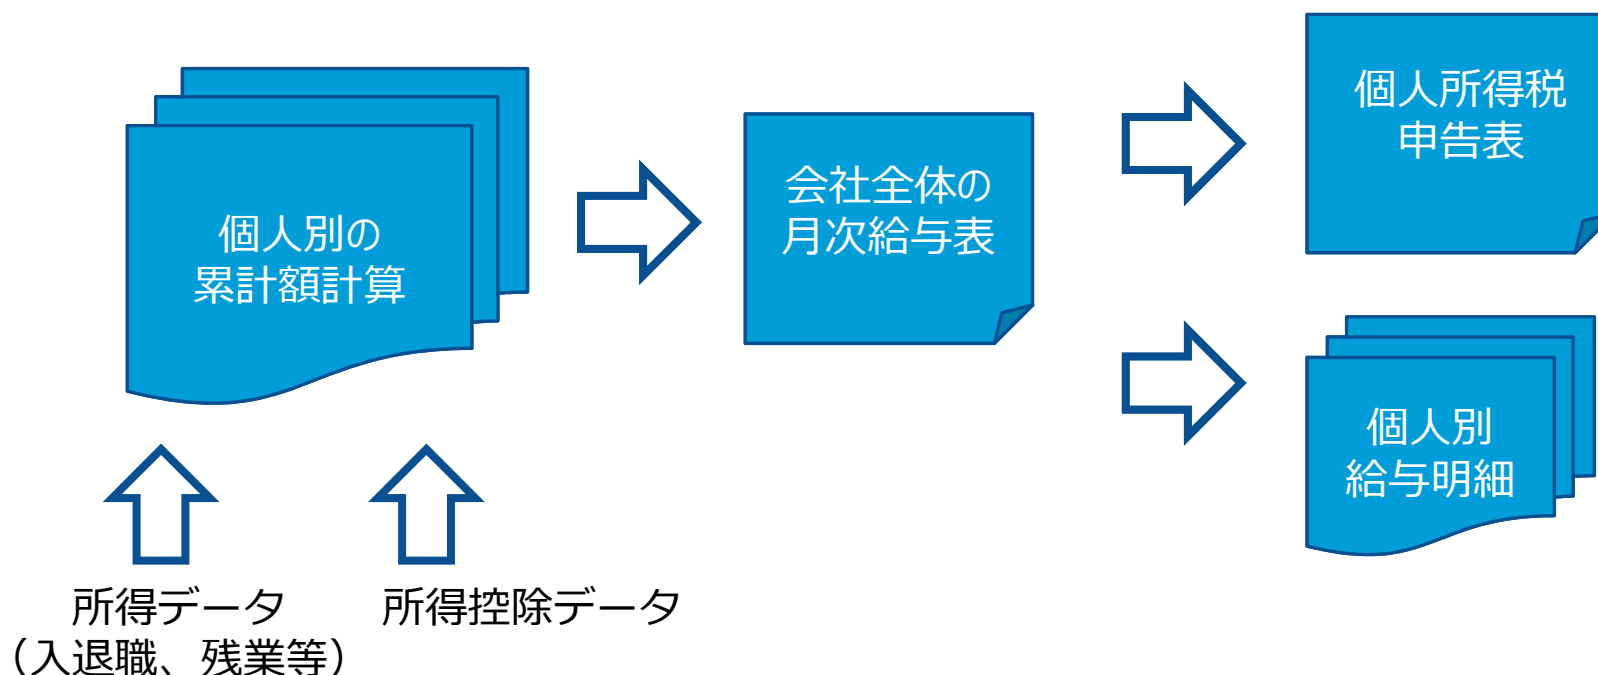 個人別の
累計額計算
会社全体の
月次給与表
個人所得税
申告表
個人別
給与明細
所得データ
（入退職、残業等）
所得控除データ